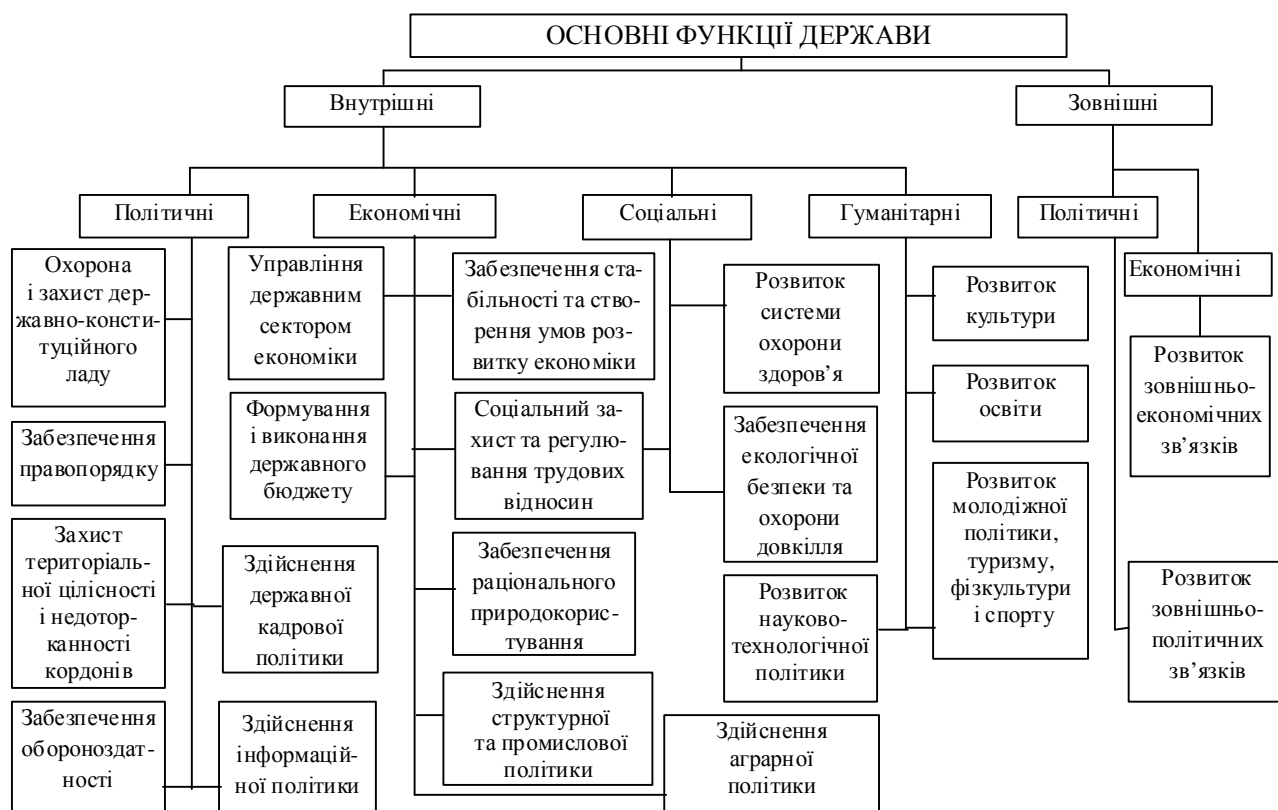 ОСНОВНІ ФУНКЦІЇ ДЕРЖАВИ
Внутрішні
Зовнішні
Політичні
Економічні
Соціальні
Гуманітарні
Політичні
Економічні
Охорона
і захист дер-
жавно-консти-
туційного
ладу
Забезпечення
правопорядку
Захист
територіаль-
ної цілісності
і недотор-
канності
кордонів
Забезпечення
обороноздат-
ності
Здійснення
державної
кадрової
політики
Здійснення
інформацій-
ної політики
Управління
державним
сектором
економіки
Формування
і виконання
державного
бюджету
Забезпечення ста-
більності та ство-
рення умов роз-
витку економіки
Соціальний за-
хист та регулю-
вання трудових
відносин
Забезпечення
раціонального
природокорис-
тування
Здійснення
структурної
та промислової
політики
Здійснення
аграрної
політики
Розвиток
системи
охорони
здоров’я
Забезпечення
екологічної
безпеки та
охорони
довкілля
Розвиток
науково-
технологічної
політики
Розвиток
культури
Розвиток
освіти
Розвиток
молодіжної
політики,
туризму,
фізкультури
і спорту
Розвиток
зовнішньо-
економічних
зв’язків
Розвиток
зовнішньо-
політичних
зв’язків